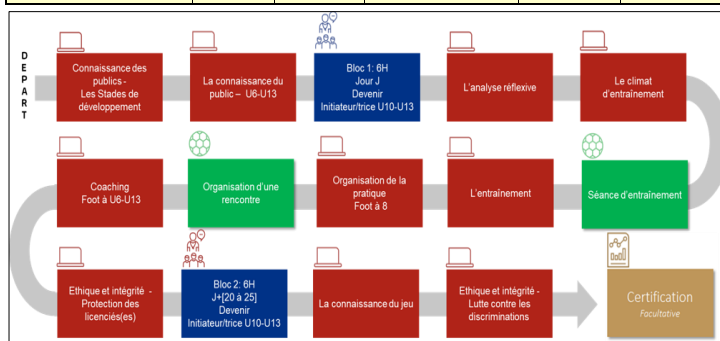 DEPART
Connaissance des
publics -
Les Stades de
développement
La connaissance du
public – U6-U13
Bloc 1: 6H
Jour J
Devenir
Initiateur/trice U10-U13
L'analyse réflexive
Le climat
d'entraînement
Coaching
Foot à U6-U13
Organisation d'une
rencontre
Organisation de la
pratique
Foot à 8
L'entraînement
Séance d'entraînement
Ethique et intégrité -
Protection des
licenciés(es)
Bloc 2: 6H
J+[20 à 25]
Devenir
Initiateur/trice U10-U13
La connaissance du jeu
Ethique et intégrité -
Lutte contre les
discriminations
Certification
Facultative